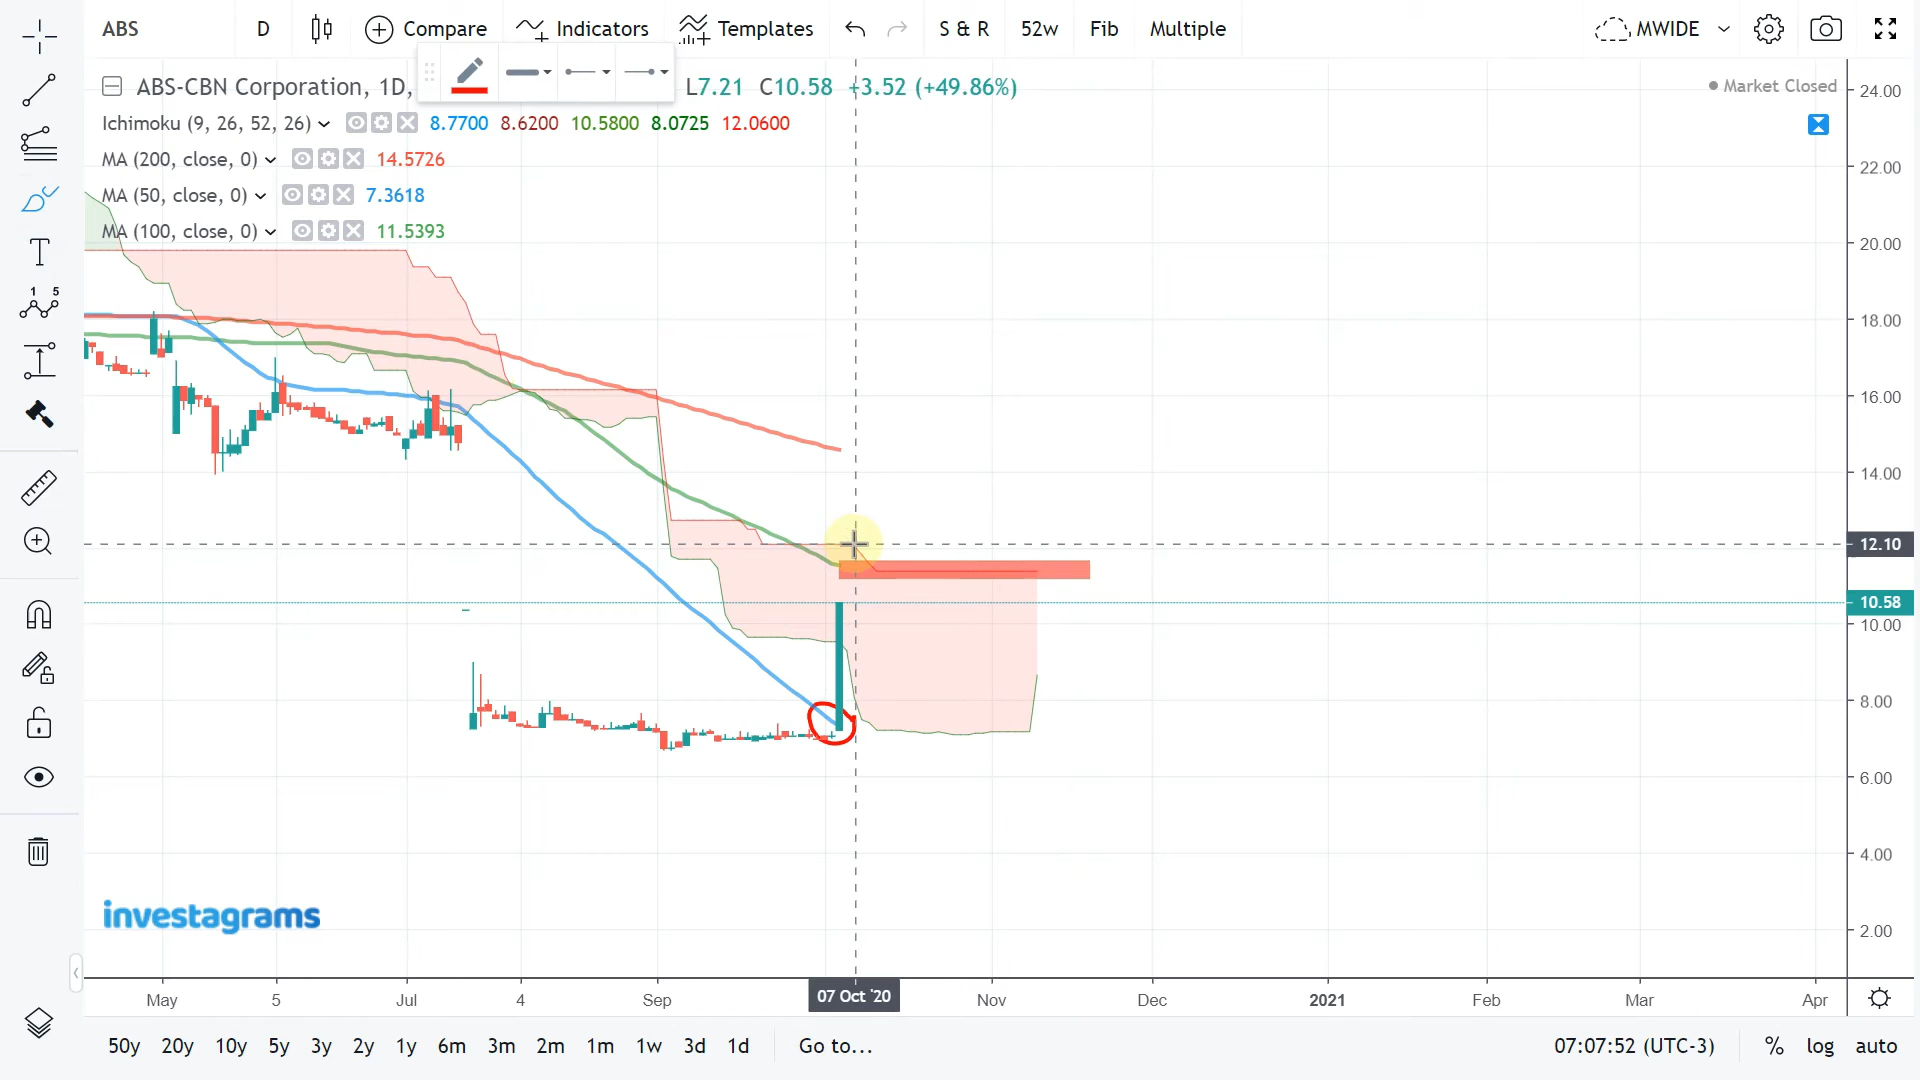 ABS D Compare Indicators Templates S & R 52w Fib Multiple MWIDE
ABS-CBN Corporation, 1D, L7.21 C10.58 +3.52 (+49.86%) Market Closed
Ichimoku (9, 26, 52, 26) 8.7700 8.6200 10.5800 8.0725 12.0600
MA (200, close, 0) 14.5726
MA (50, close, 0) 7.3618
MA (100, close, 0) 11.5393
24.00
22.00
20.00
18.00
16.00
14.00
12.10
10.58
10.00
8.00
6.00
4.00
2.00
1 5
investagrams
May 5 Jul 4 Sep 07 Oct '20 Nov Dec 2021 Feb Mar Apr
50y 20y 10y 5y 3y 2y 1y 6m 3m 2m 1m 1w 3d 1d Go to... 07:07:52 (UTC-3) % log auto